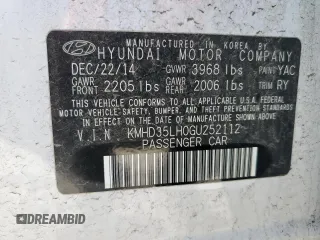 MANUFACTURED IN KOREA BY
HYUNDAI MOTOR COMPANY
DEC/22/14 GVWR 3968 lbs PAINT YAC
GAWR FRONT 2205 lbs GAWR REAR 2006 lbs TRIM RY
THIS VEHICLE CONFORMS TO ALL APPLICABLE
FEDERAL MOTOR VEHICLE SAFETY BUMPER, AND
THEFT PREVENTION STANDARDS IN EFFECT ON THE
DATE OF MANUFACTURE SHOWN ABOVE.
V.I.N. KMHD35LH0GU252112
PASSENGER CAR
DREAMBID